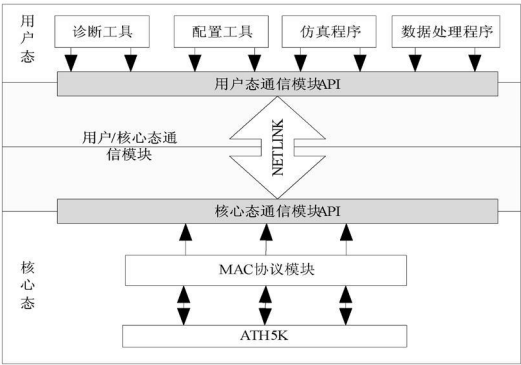 用户态
诊断工具
配置工具
仿真程序
数据处理程序
用户态通信模块API
用户/核心态通
信模块
NETLINK
核心态通信模块API
核心态
MAC协议模块
ATH5K